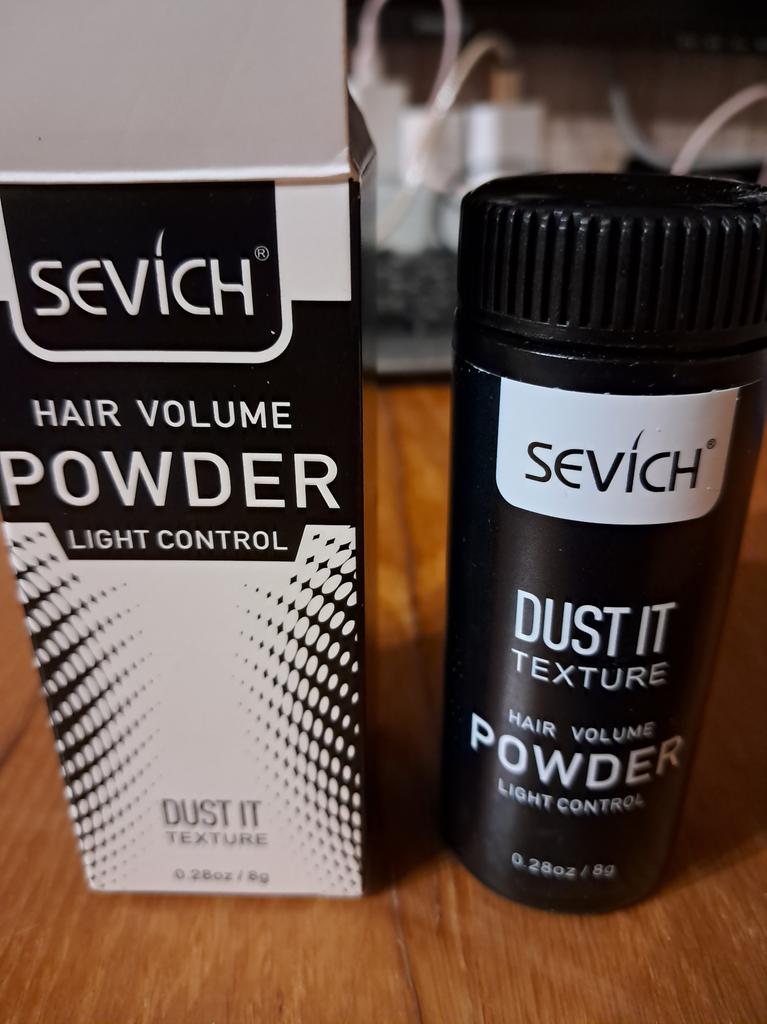 SEVICH®
HAIR VOLUME
POWDER
LIGHT CONTROL
DUST IT
TEXTURE
0.28oz / 8g
SEVICH®
DUST IT
TEXTURE
HAIR VOLUME
POWDER
LIGHT CONTROL
0.28oz / 8g